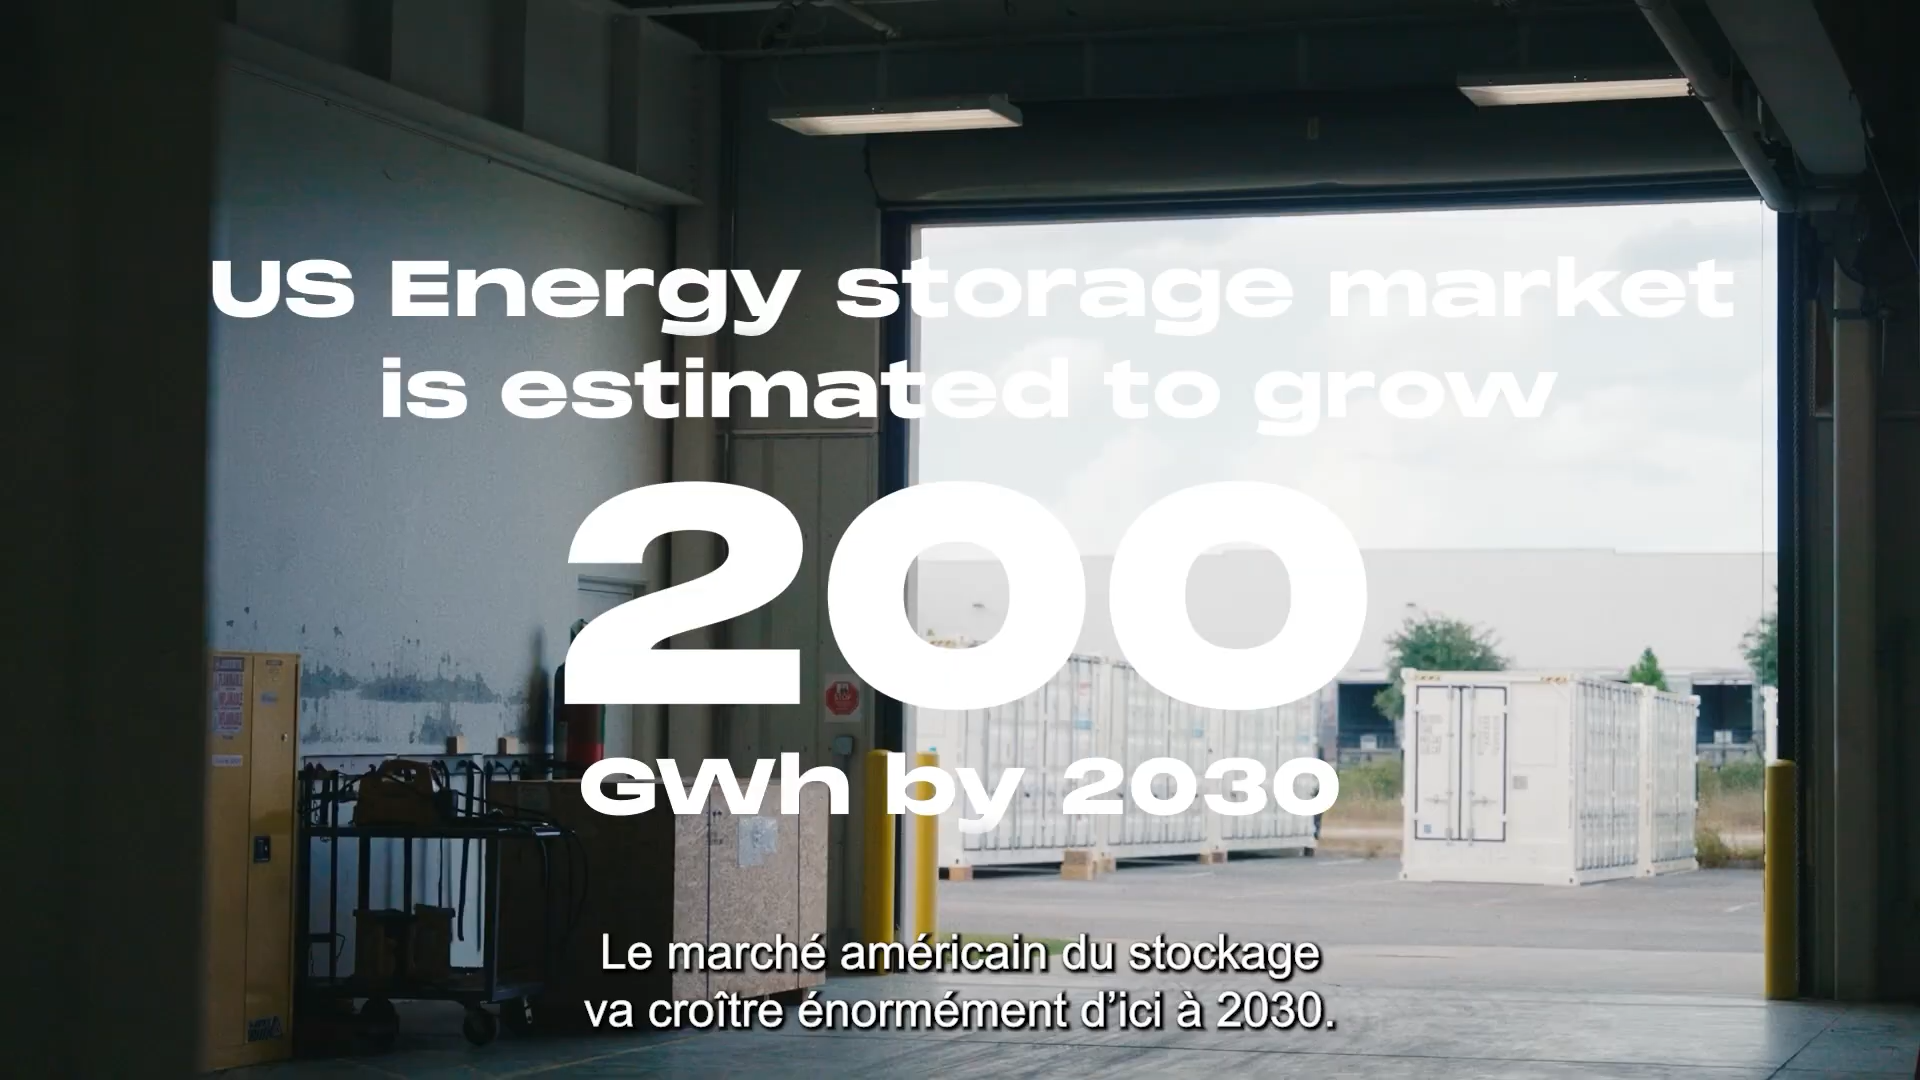 US Energy storage market
is estimated to grow
200
GWh by 2030
STOP
Le marché américain du stockage
va croître énormément d’ici à 2030.